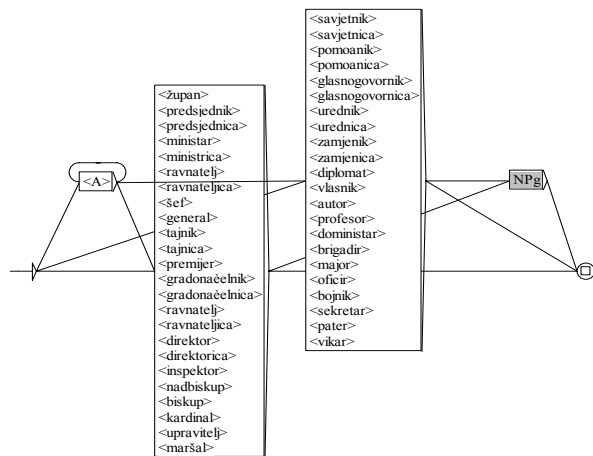 <A>
<župan>
<predsjednik>
<predsjednica>
<ministar>
<ministrica>
<ravnatelj>
<ravnateljica>
<šef>
<general>
<tajnik>
<tajnica>
<premijer>
<gradonaèelnik>
<gradonaèelnica>
<ravnatelj>
<ravnateljica>
<direktor>
<direktorica>
<inspektor>
<nadbiskup>
<biskup>
<kardinal>
<upravitelj>
<maršal>
<savjetnik>
<savjetnica>
<pomoanik>
<pomoanica>
<glasnogovornik>
<glasnogovornica>
<urednik>
<urednica>
<zamjenik>
<zamjenica>
<diplomat>
<vlasnik>
<autor>
<profesor>
<doministar>
<brigadir>
<major>
<oficir>
<bojnik>
<sekretar>
<pater>
<vikar>
NPg